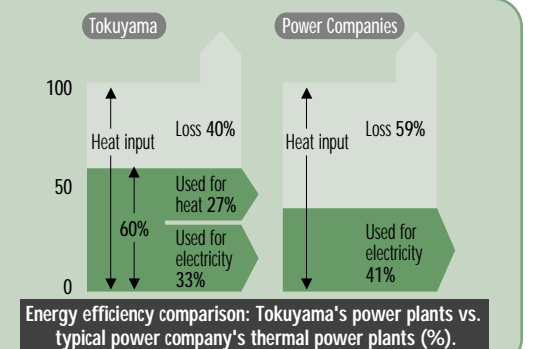 Tokuyama
Power Companies
100
50
0
Heat input
Loss 40%
60%
Used for
heat 27%
Used for
electricity
33%
Heat input
Loss 59%
Used for
electricity
41%
Energy efficiency comparison: Tokuyama's power plants vs.
typical power company's thermal power plants (%).